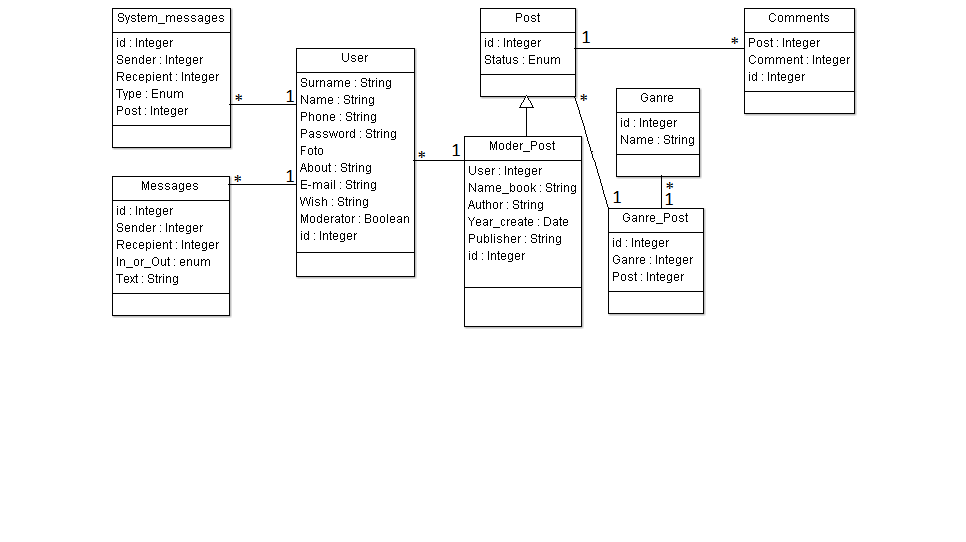 System_messages
id : Integer
Sender : Integer
Recepient : Integer
Type : Enum
Post : Integer
*
1
Messages
id : Integer
Sender : Integer
Recepient : Integer
In_or_Out : enum
Text : String
*
1
User
Surname : String
Name : String
Phone : String
Password : String
Foto
About : String
E-mail : String
Wish : String
Moderator : Boolean
id : Integer
*
1
Post
id : Integer
Status : Enum
1
*
Moder_Post
User : Integer
Name_book : String
Author : String
Year_create : Date
Publisher : String
id : Integer
*
1
Ganre
id : Integer
Name : String
*
1
Ganre_Post
id : Integer
Ganre : Integer
Post : Integer
Comments
Post : Integer
Comment : Integer
id : Integer